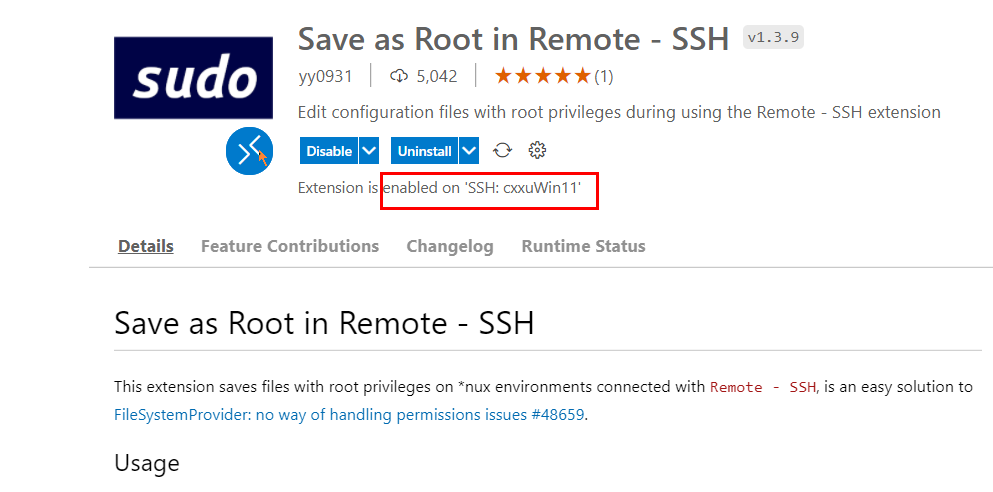 sudo
Save as Root in Remote - SSH v1.3.9
yy0931 5,042 (1)
Edit configuration files with root privileges during using the Remote - SSH extension
Disable Uninstall
Extension is enabled on 'SSH: cxxuWin11'
Details Feature Contributions Changelog Runtime Status
Save as Root in Remote - SSH
This extension saves files with root privileges on *nux environments connected with Remote - SSH, is an easy solution to
FileSystemProvider: no way of handling permissions issues #48659.
Usage